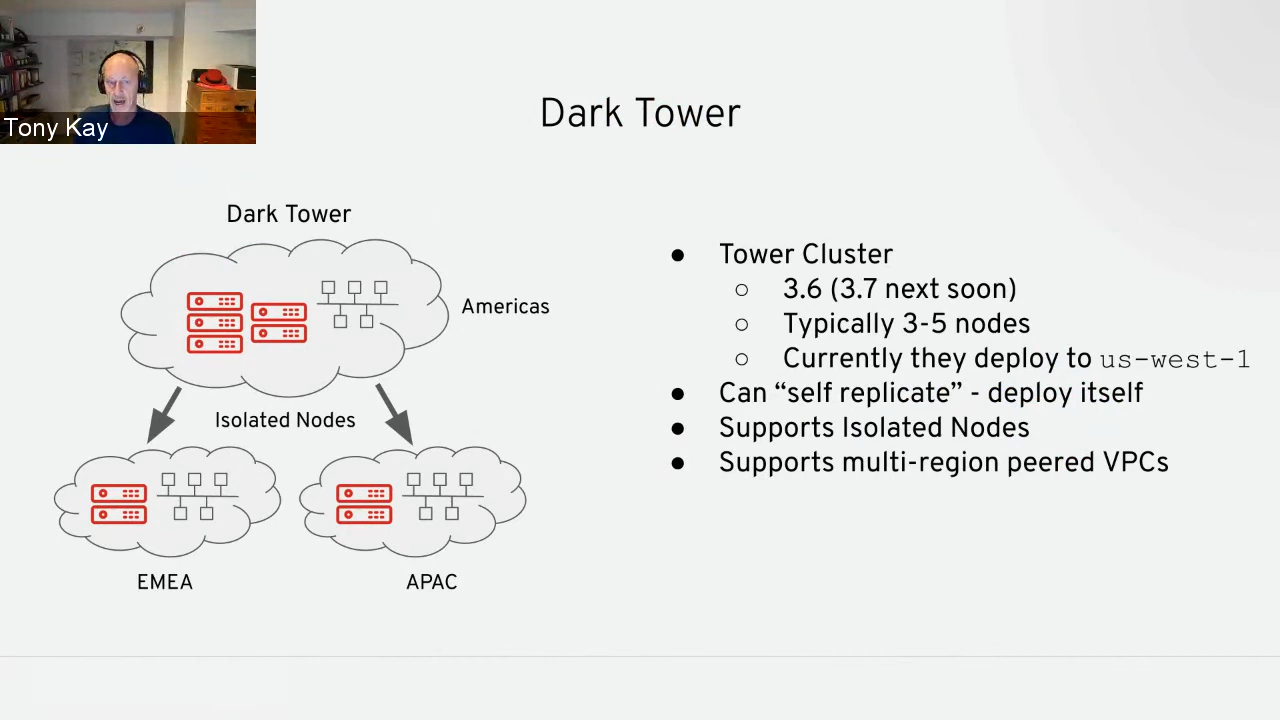 Tony Kay
Dark Tower
Dark Tower
Americas
Isolated Nodes
EMEA
APAC
● Tower Cluster
○ 3.6 (3.7 next soon)
○ Typically 3-5 nodes
○ Currently they deploy to us-west-1
● Can “self replicate” - deploy itself
● Supports Isolated Nodes
● Supports multi-region peered VPCs